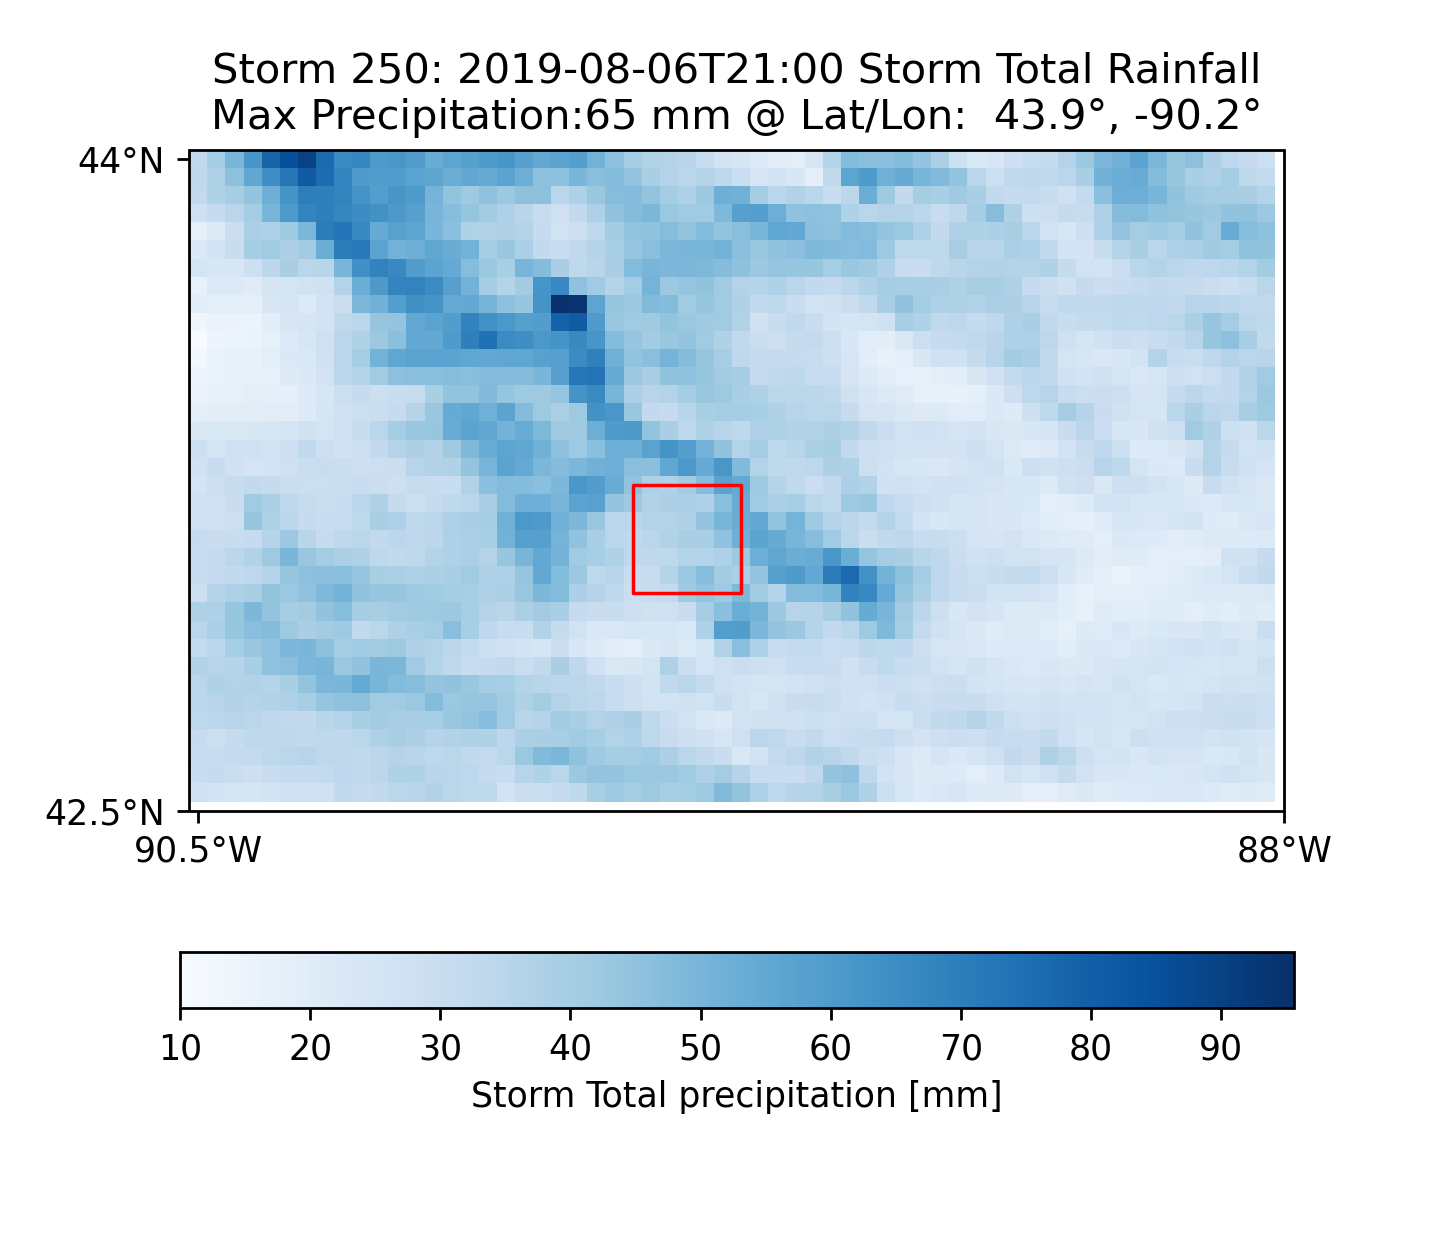 Storm 250: 2019-08-06T21:00 Storm Total Rainfall
Max Precipitation:65 mm @ Lat/Lon:  43.9°, -90.2°
44°N
42.5°N
90.5°W 88°W
10 20 30 40 50 60 70 80 90
Storm Total precipitation [mm]